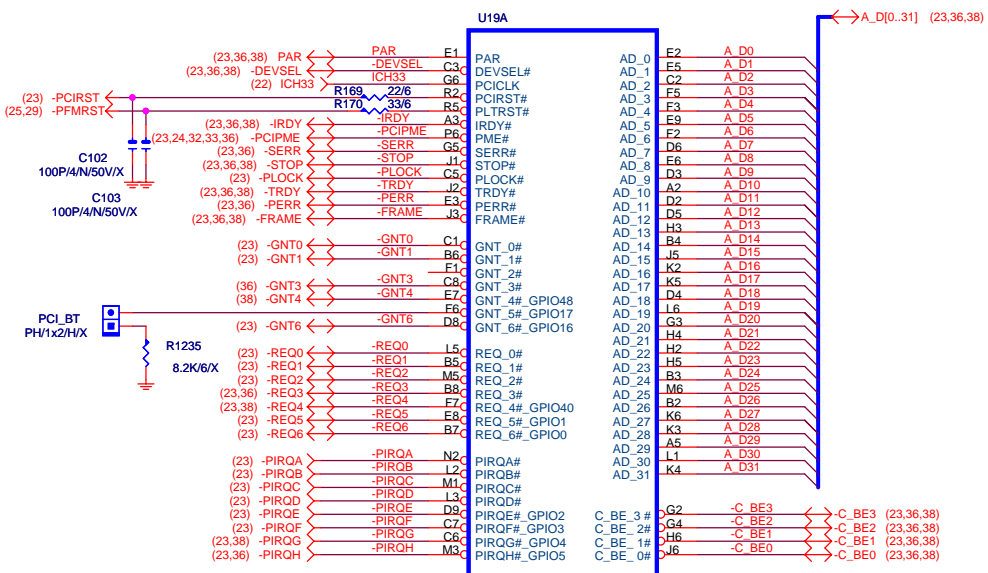 U19A
A_D[0..31] (23,36,38)
(23,36,38) PAR PAR E1 PAR AD_0 E2 A_D0
(23,36,38) -DEVSEL -DEVSEL C3 DEVSEL# AD_1 E5 A_D1
(22) ICH33 ICH33 G6 PCICLK AD_2 C2 A_D2
(23) -PCIRST R169 22/6 R2 PCIRST# AD_3 F5 A_D3
(25,29) -PFMRST R170 33/6 R5 PLTRST# AD_4 F3 A_D4
(23,36,38) -IRDY -IRDY A3 IRDY# AD_5 E9 A_D5
(23,24,32,33,36) -PCIPME -PCIPME P6 PME# AD_6 F2 A_D6
(23,36) -SERR -SERR G5 SERR# AD_7 D6 A_D7
(23,36,38) -STOP -STOP J1 STOP# AD_8 E6 A_D8
(23) -PLOCK -PLOCK C5 PLOCK# AD_9 D3 A_D9
(23,36,38) -TRDY -TRDY J2 TRDY# AD_10 A2 A_D10
(23,36) -PERR -PERR E3 PERR# AD_11 D2 A_D11
(23,36,38) -FRAME -FRAME J3 FRAME# AD_12 D5 A_D12
C102
100P/4/N/50V/X
C103
100P/4/N/50V/X
AD_13 H3 A_D13
(23) -GNT0 -GNT0 C1 GNT_0# AD_14 B4 A_D14
(23) -GNT1 -GNT1 B6 GNT_1# AD_15 J5 A_D15
F1 GNT_2# AD_16 K2 A_D16
(36) -GNT3 -GNT3 C8 GNT_3# AD_17 K5 A_D17
(38) -GNT4 -GNT4 E7 GNT_4#_GPIO48 AD_18 D4 A_D18
F6 GNT_5#_GPIO17 AD_19 L6 A_D19
(23) -GNT6 -GNT6 D8 GNT_6#_GPIO16 AD_20 G3 A_D20
PCI_BT
PH/1x2/H/X
R1235
8.2K/6/X
AD_21 H4 A_D21
(23) -REQ0 -REQ0 L5 REQ_0# AD_22 H2 A_D22
(23) -REQ1 -REQ1 B5 REQ_1# AD_23 H5 A_D23
(23) -REQ2 -REQ2 M5 REQ_2# AD_24 B3 A_D24
(23,36) -REQ3 -REQ3 B8 REQ_3# AD_25 M6 A_D25
(23,38) -REQ4 -REQ4 F7 REQ_4#_GPIO40 AD_26 B2 A_D26
(23) -REQ5 -REQ5 E8 REQ_5#_GPIO1 AD_27 K6 A_D27
(23) -REQ6 -REQ6 B7 REQ_6#_GPIO0 AD_28 K3 A_D28
AD_29 A5 A_D29
(23) -PIRQA -PIRQA N2 PIRQA# AD_30 L1 A_D30
(23) -PIRQB -PIRQB L2 PIRQB# AD_31 K4 A_D31
(23) -PIRQC -PIRQC M1 PIRQC#
(23) -PIRQD -PIRQD L3 PIRQD#
(23) -PIRQE -PIRQE D9 PIRQE#_GPIO2 C_BE_3 # G2 -C_BE3 -C_BE3 (23,36,38)
(23) -PIRQF -PIRQF C7 PIRQF#_GPIO3 C_BE_ 2# G4 -C_BE2 -C_BE2 (23,36,38)
(23,38) -PIRQG -PIRQG C6 PIRQG#_GPIO4 C_BE_ 1# H6 -C_BE1 -C_BE1 (23,36,38)
(23,36) -PIRQH -PIRQH M3 PIRQH#_GPIO5 C_BE_ 0# J6 -C_BE0 -C_BE0 (23,36,38)